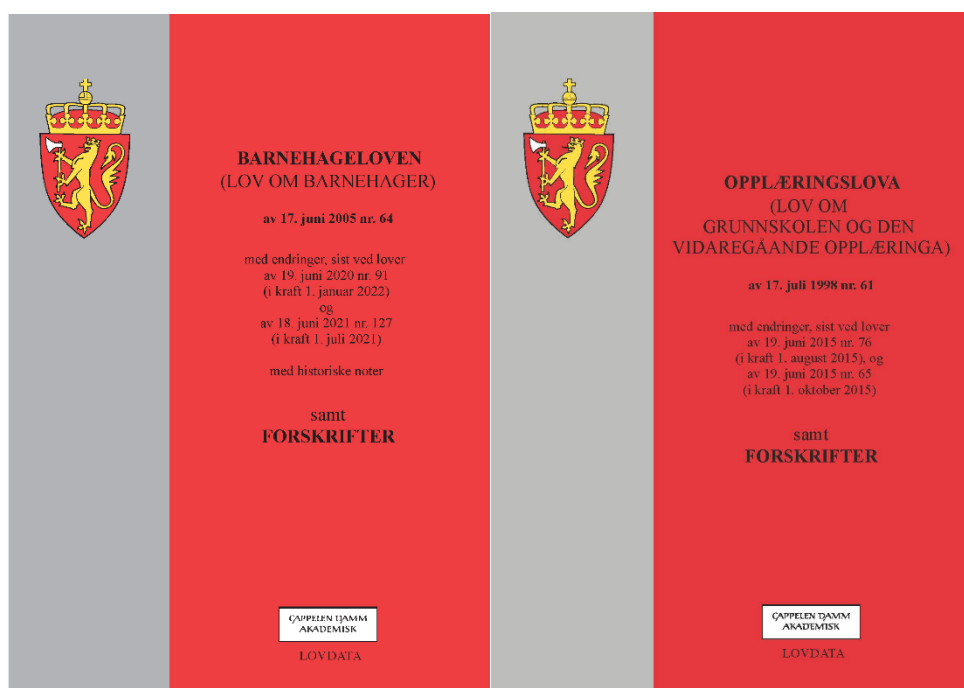 BARNEHAGELOVEN
(LOV OM BARNEHAGER)
av 17. juni 2005 nr. 64
med endringer, sist ved lover
av 19. juni 2020 nr. 91
(i kraft 1. januar 2022)
og
av 18. juni 2021 nr. 127
(i kraft 1. juli 2021)
med historiske noter
samt
FORSKRIFTER
CAPPELEN DAMM
AKADEMISK
LOVDATA
OPPLÆRINGSLOVA
(LOV OM
GRUNNSKOLEN OG DEN
VIDAREGÅANDE OPPLÆRINGA)
av 17. juli 1998 nr. 61
med endringer, sist ved lover
av 19. juni 2015 nr. 76
(i kraft 1. august 2015), og
av 19. juni 2015 nr. 65
(i kraft 1. oktober 2015)
samt
FORSKRIFTER
CAPPELEN DAMM
AKADEMISK
LOVDATA